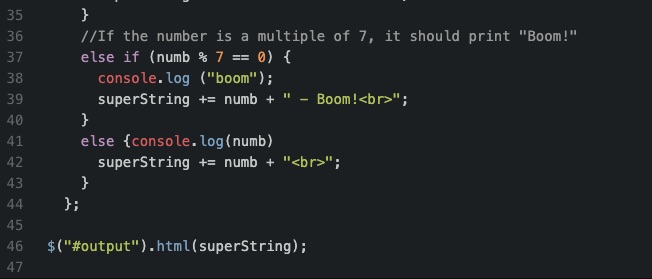 35 }
36 //If the number is a multiple of 7, it should print "Boom!"
37 else if (numb % 7 == 0) {
38 console.log ("boom");
39 superString += numb + " – Boom!<br>";
40 }
41 else {console.log(numb)
42 superString += numb + "<br>";
43 }
44 };
45
46 $("#output").html(superString);
47